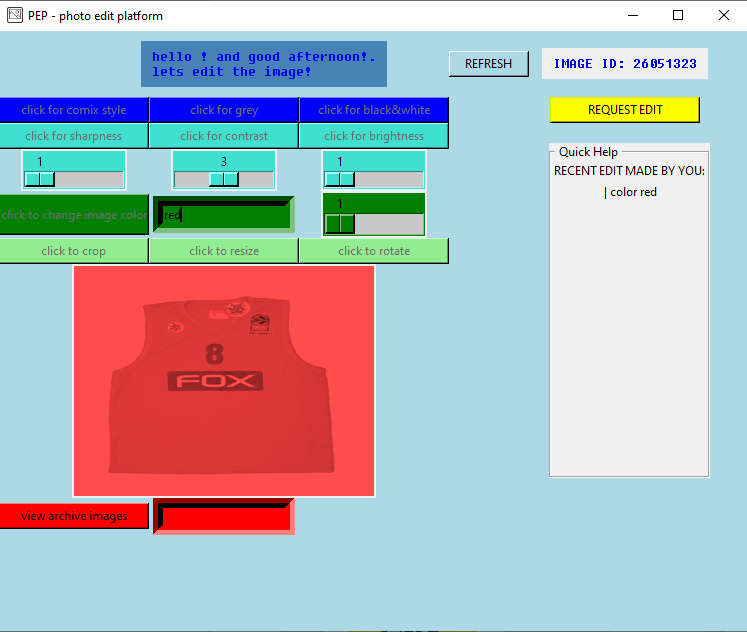 PEP - photo edit platform
hello ! and good afternoon!.
lets edit the image!
REFRESH
IMAGE ID: 26051323
click for comix style
click for grey
click for black&white
REQUEST EDIT
click for sharpness
click for contrast
click for brightness
1
3
1
Quick Help
RECENT EDIT MADE BY YOU:
| color red
click to change image color
red
1
click to crop
click to resize
click to rotate
8
FOX
view archive images